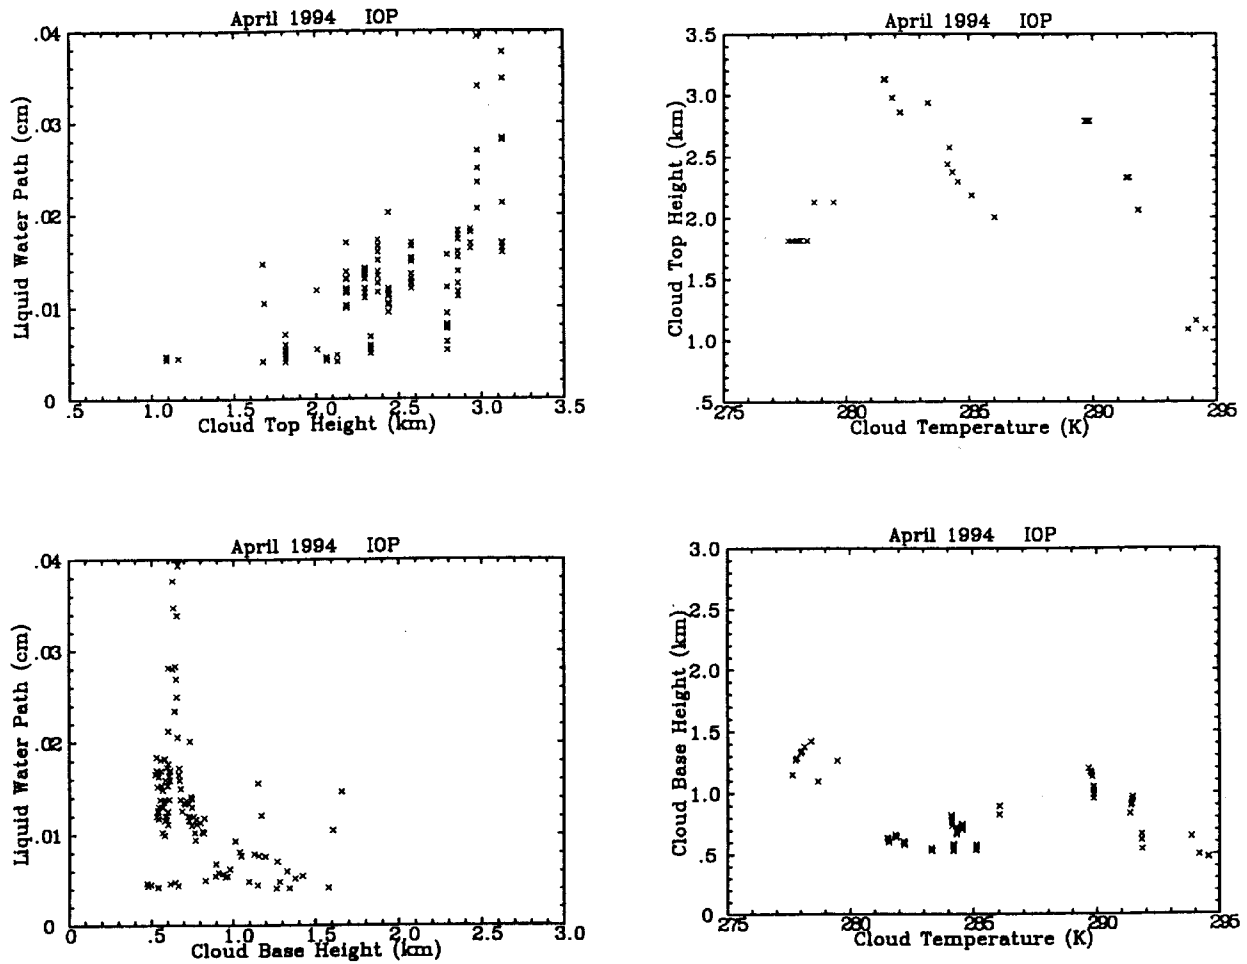 April 1994 IOP
.04
.03
.02
.01
0
Liquid Water Path (cm)
.5 1.0 1.5 2.0 2.5 3.0 3.5
Cloud Top Height (km)
April 1994 IOP
3.5
3.0
2.5
2.0
1.5
1.0
.5
Cloud Top Height (km)
275 280 285 290 295
Cloud Temperature (K)
April 1994 IOP
.04
.03
.02
.01
0
Liquid Water Path (cm)
0 .5 1.0 1.5 2.0 2.5 3.0
Cloud Base Height (km)
April 1994 IOP
3.0
2.5
2.0
1.5
1.0
.5
0
Cloud Base Height (km)
275 280 285 290 295
Cloud Temperature (K)